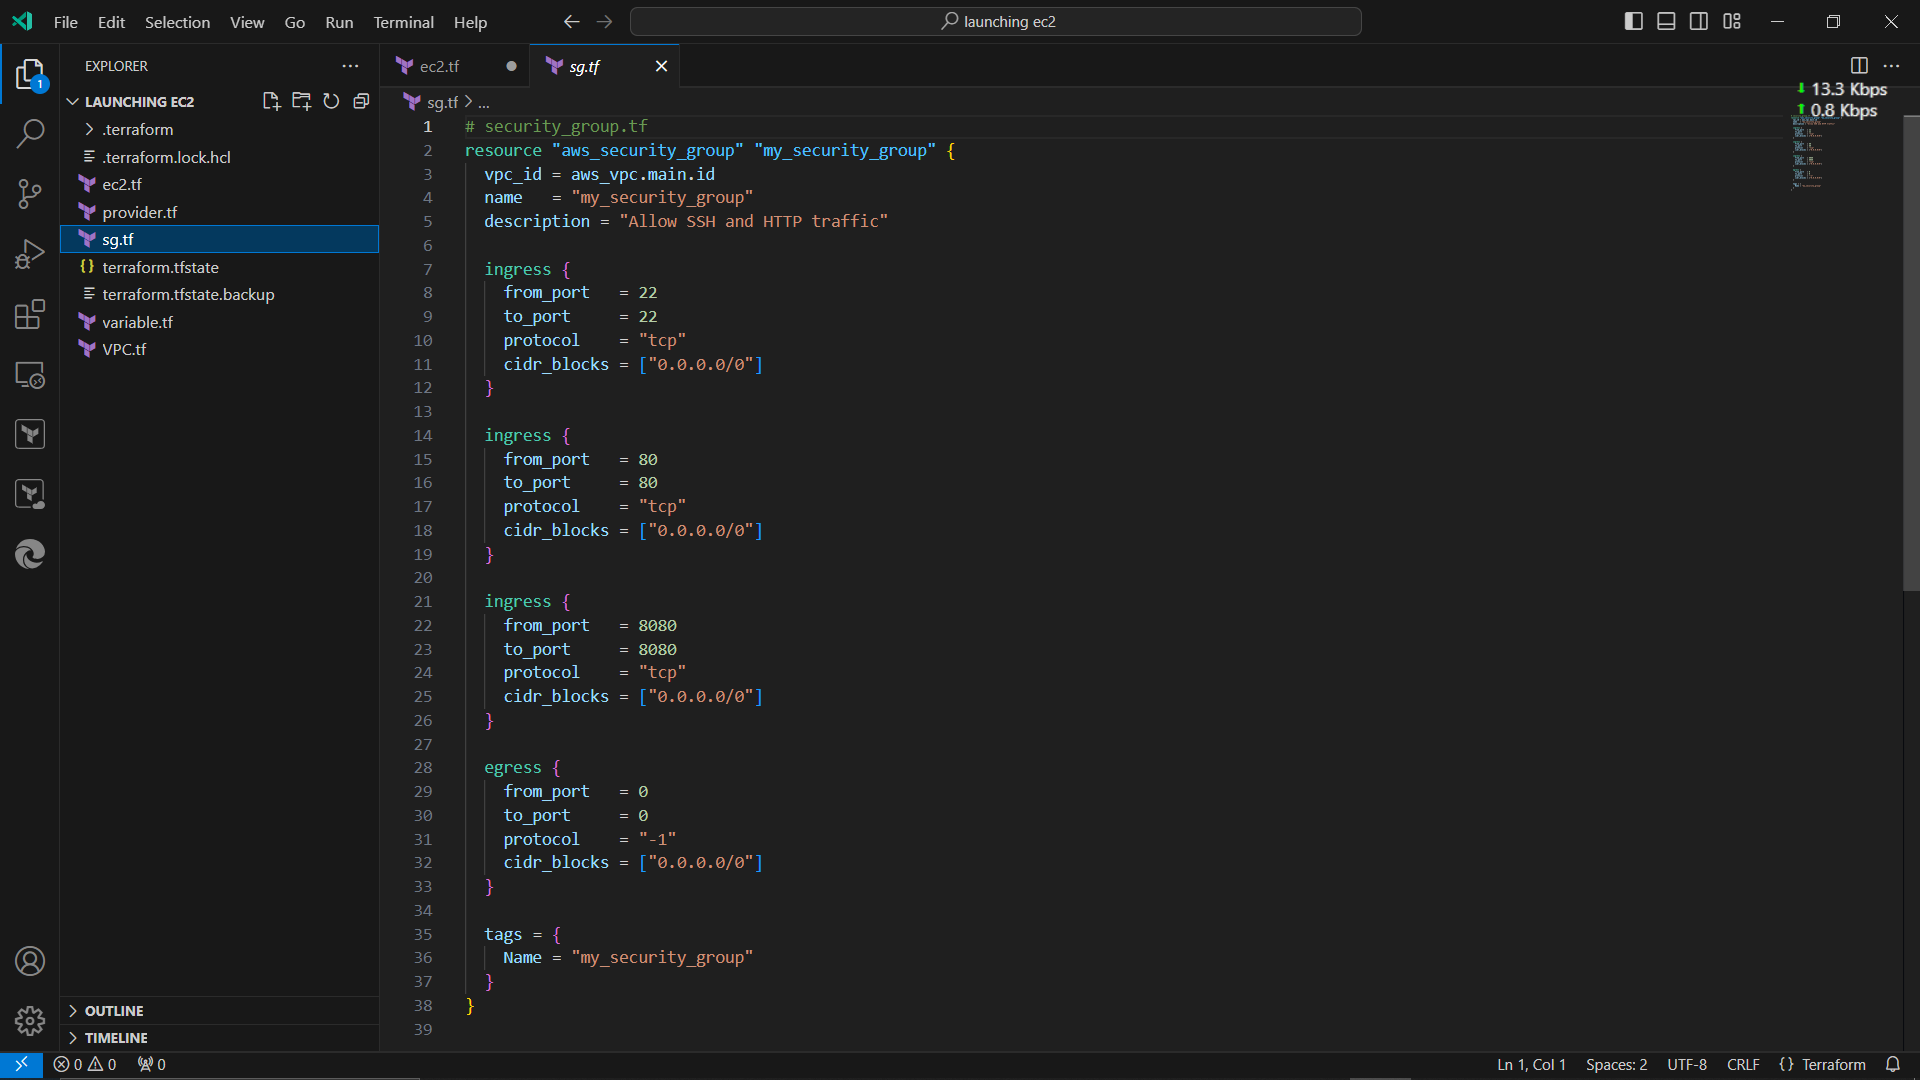 File Edit Selection View Go Run Terminal Help
launching ec2
EXPLORER
ec2.tf
sg.tf
LAUNCHING EC2
.terraform
.terraform.lock.hcl
ec2.tf
provider.tf
sg.tf
{} terraform.tfstate
terraform.tfstate.backup
variable.tf
VPC.tf
OUTLINE
TIMELINE
1
sg.tf > ...
13.3 Kbps
0.8 Kbps
1 # security_group.tf
2 resource "aws_security_group" "my_security_group" {
3 vpc_id = aws_vpc.main.id
4 name   = "my_security_group"
5 description = "Allow SSH and HTTP traffic"
6
7 ingress {
8 from_port   = 22
9 to_port     = 22
10 protocol    = "tcp"
11 cidr_blocks = ["0.0.0.0/0"]
12 }
13
14 ingress {
15 from_port   = 80
16 to_port     = 80
17 protocol    = "tcp"
18 cidr_blocks = ["0.0.0.0/0"]
19 }
20
21 ingress {
22 from_port   = 8080
23 to_port     = 8080
24 protocol    = "tcp"
25 cidr_blocks = ["0.0.0.0/0"]
26 }
27
28 egress {
29 from_port   = 0
30 to_port     = 0
31 protocol    = "-1"
32 cidr_blocks = ["0.0.0.0/0"]
33 }
34
35 tags = {
36 Name = "my_security_group"
37 }
38 }
39
0 0 0
Ln 1, Col 1 Spaces: 2 UTF-8 CRLF {} Terraform